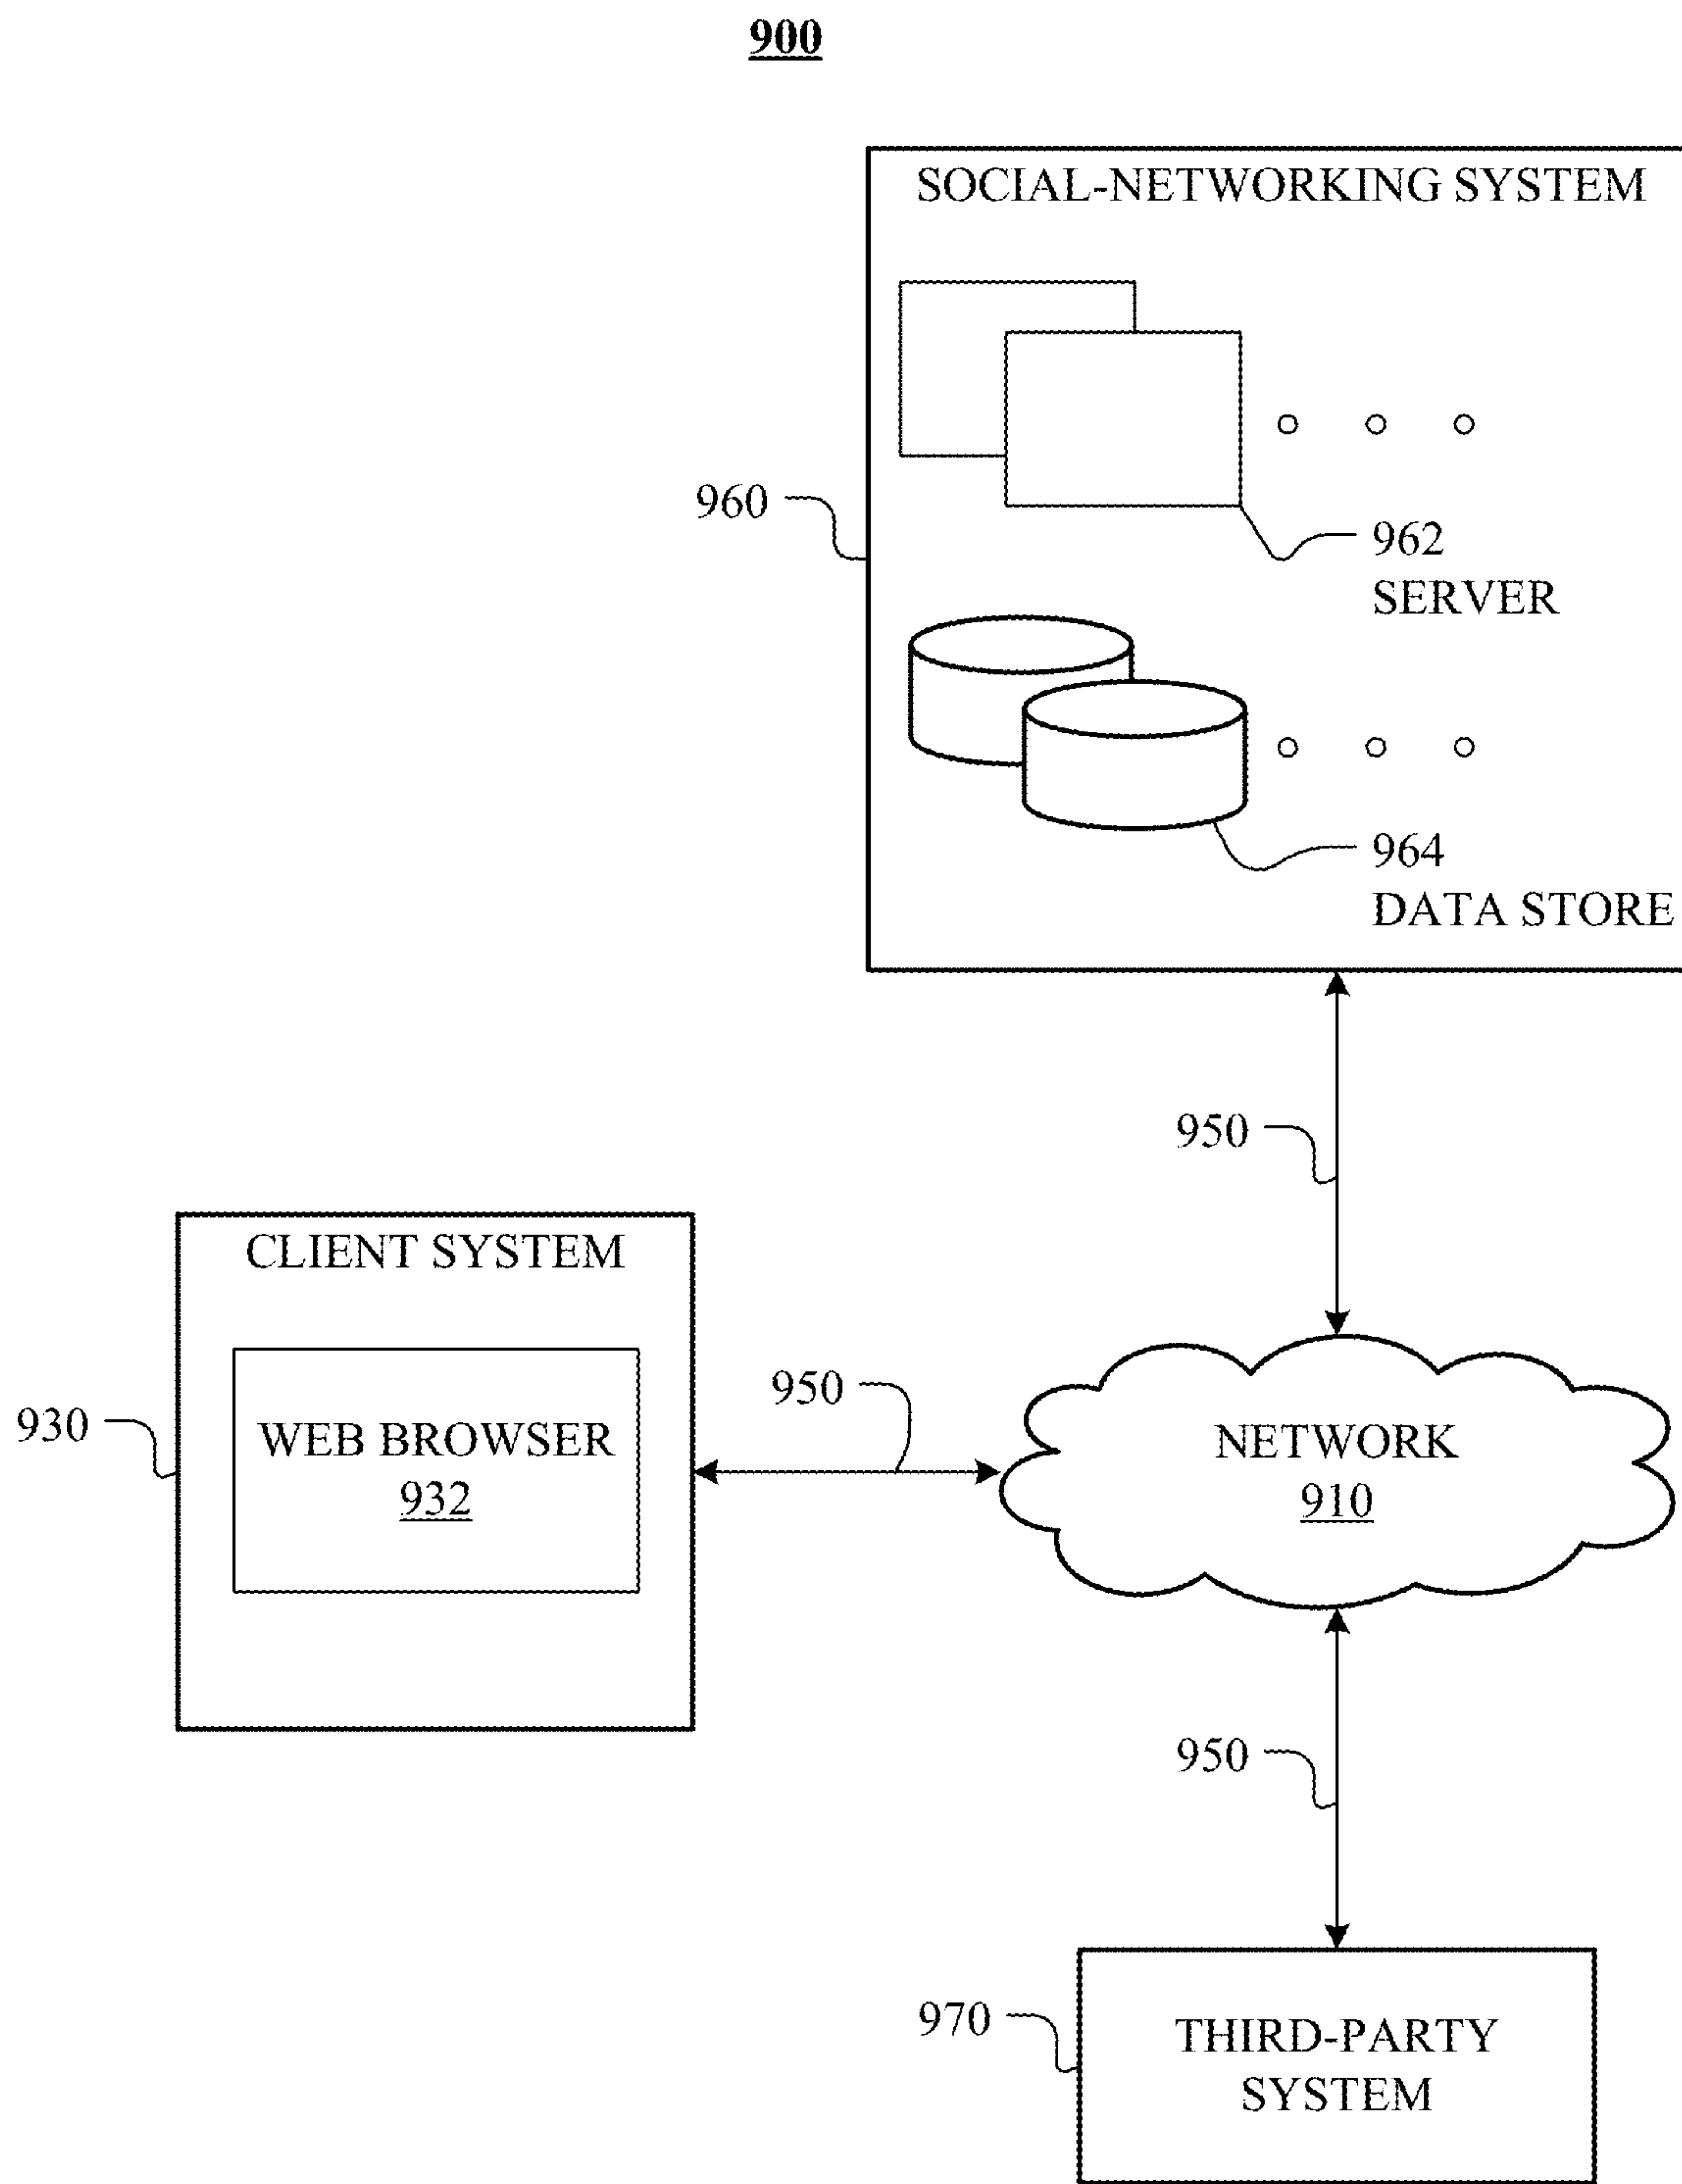 900
SOCIAL-NETWORKING SYSTEM
960
962
SERVER
964
DATA STORE
950
CLIENT SYSTEM
930
WEB BROWSER
932
950
NETWORK
910
950
970
THIRD-PARTY
SYSTEM